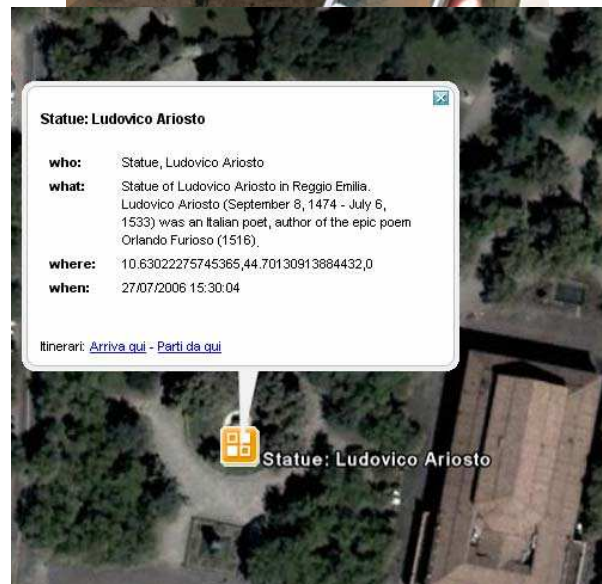 Statue: Ludovico Ariosto
who: Statue, Ludovico Ariosto
what: Statue of Ludovico Ariosto in Reggio Emilia.
Ludovico Ariosto (September 8, 1474 - July 6,
1533) was an Italian poet, author of the epic poem
Orlando Furioso (1516).
where: 10.63022275745365,44.70130913884432,0
when: 27/07/2006 15:30:04
Itinerari: Arriva qui - Parti da qui
Statue: Ludovico Ariosto